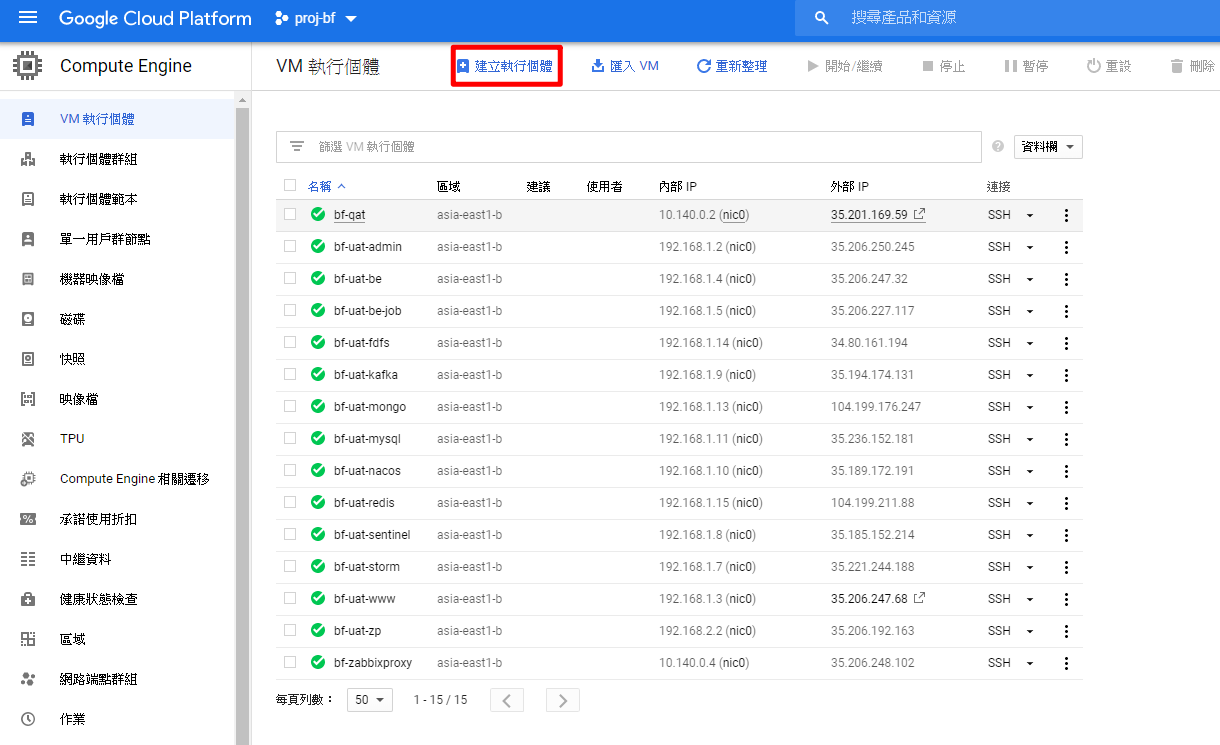 Google Cloud Platform proj-bf 搜尋產品和資源
Compute Engine VM 執行個體 建立執行個體 匯入 VM 重新整理 開始/繼續 停止 暫停 重設 刪除
VM 執行個體
執行個體群組
執行個體範本
單一用戶群節點
機器映像檔
磁碟
快照
映像檔
TPU
Compute Engine 相關遷移
承諾使用折扣
中繼資料
健康狀態檢查
區域
網路端點群組
作業
篩選 VM 執行個體 資料欄
名稱 區域 建議 使用者 內部 IP 外部 IP 連接
bf-qat asia-east1-b 10.140.0.2 (nic0) 35.201.169.59 SSH
bf-uat-admin asia-east1-b 192.168.1.2 (nic0) 35.206.250.245 SSH
bf-uat-be asia-east1-b 192.168.1.4 (nic0) 35.206.247.32 SSH
bf-uat-be-job asia-east1-b 192.168.1.5 (nic0) 35.206.227.117 SSH
bf-uat-fdfs asia-east1-b 192.168.1.14 (nic0) 34.80.161.194 SSH
bf-uat-kafka asia-east1-b 192.168.1.9 (nic0) 35.194.174.131 SSH
bf-uat-mongo asia-east1-b 192.168.1.13 (nic0) 104.199.176.247 SSH
bf-uat-mysql asia-east1-b 192.168.1.11 (nic0) 35.236.152.181 SSH
bf-uat-nacos asia-east1-b 192.168.1.10 (nic0) 35.189.172.191 SSH
bf-uat-redis asia-east1-b 192.168.1.15 (nic0) 104.199.211.88 SSH
bf-uat-sentinel asia-east1-b 192.168.1.8 (nic0) 35.185.152.214 SSH
bf-uat-storm asia-east1-b 192.168.1.7 (nic0) 35.221.244.188 SSH
bf-uat-www asia-east1-b 192.168.1.3 (nic0) 35.206.247.68 SSH
bf-uat-zp asia-east1-b 192.168.2.2 (nic0) 35.206.192.163 SSH
bf-zabbixproxy asia-east1-b 10.140.0.4 (nic0) 35.206.248.102 SSH
每頁列數： 50 1 - 15 / 15